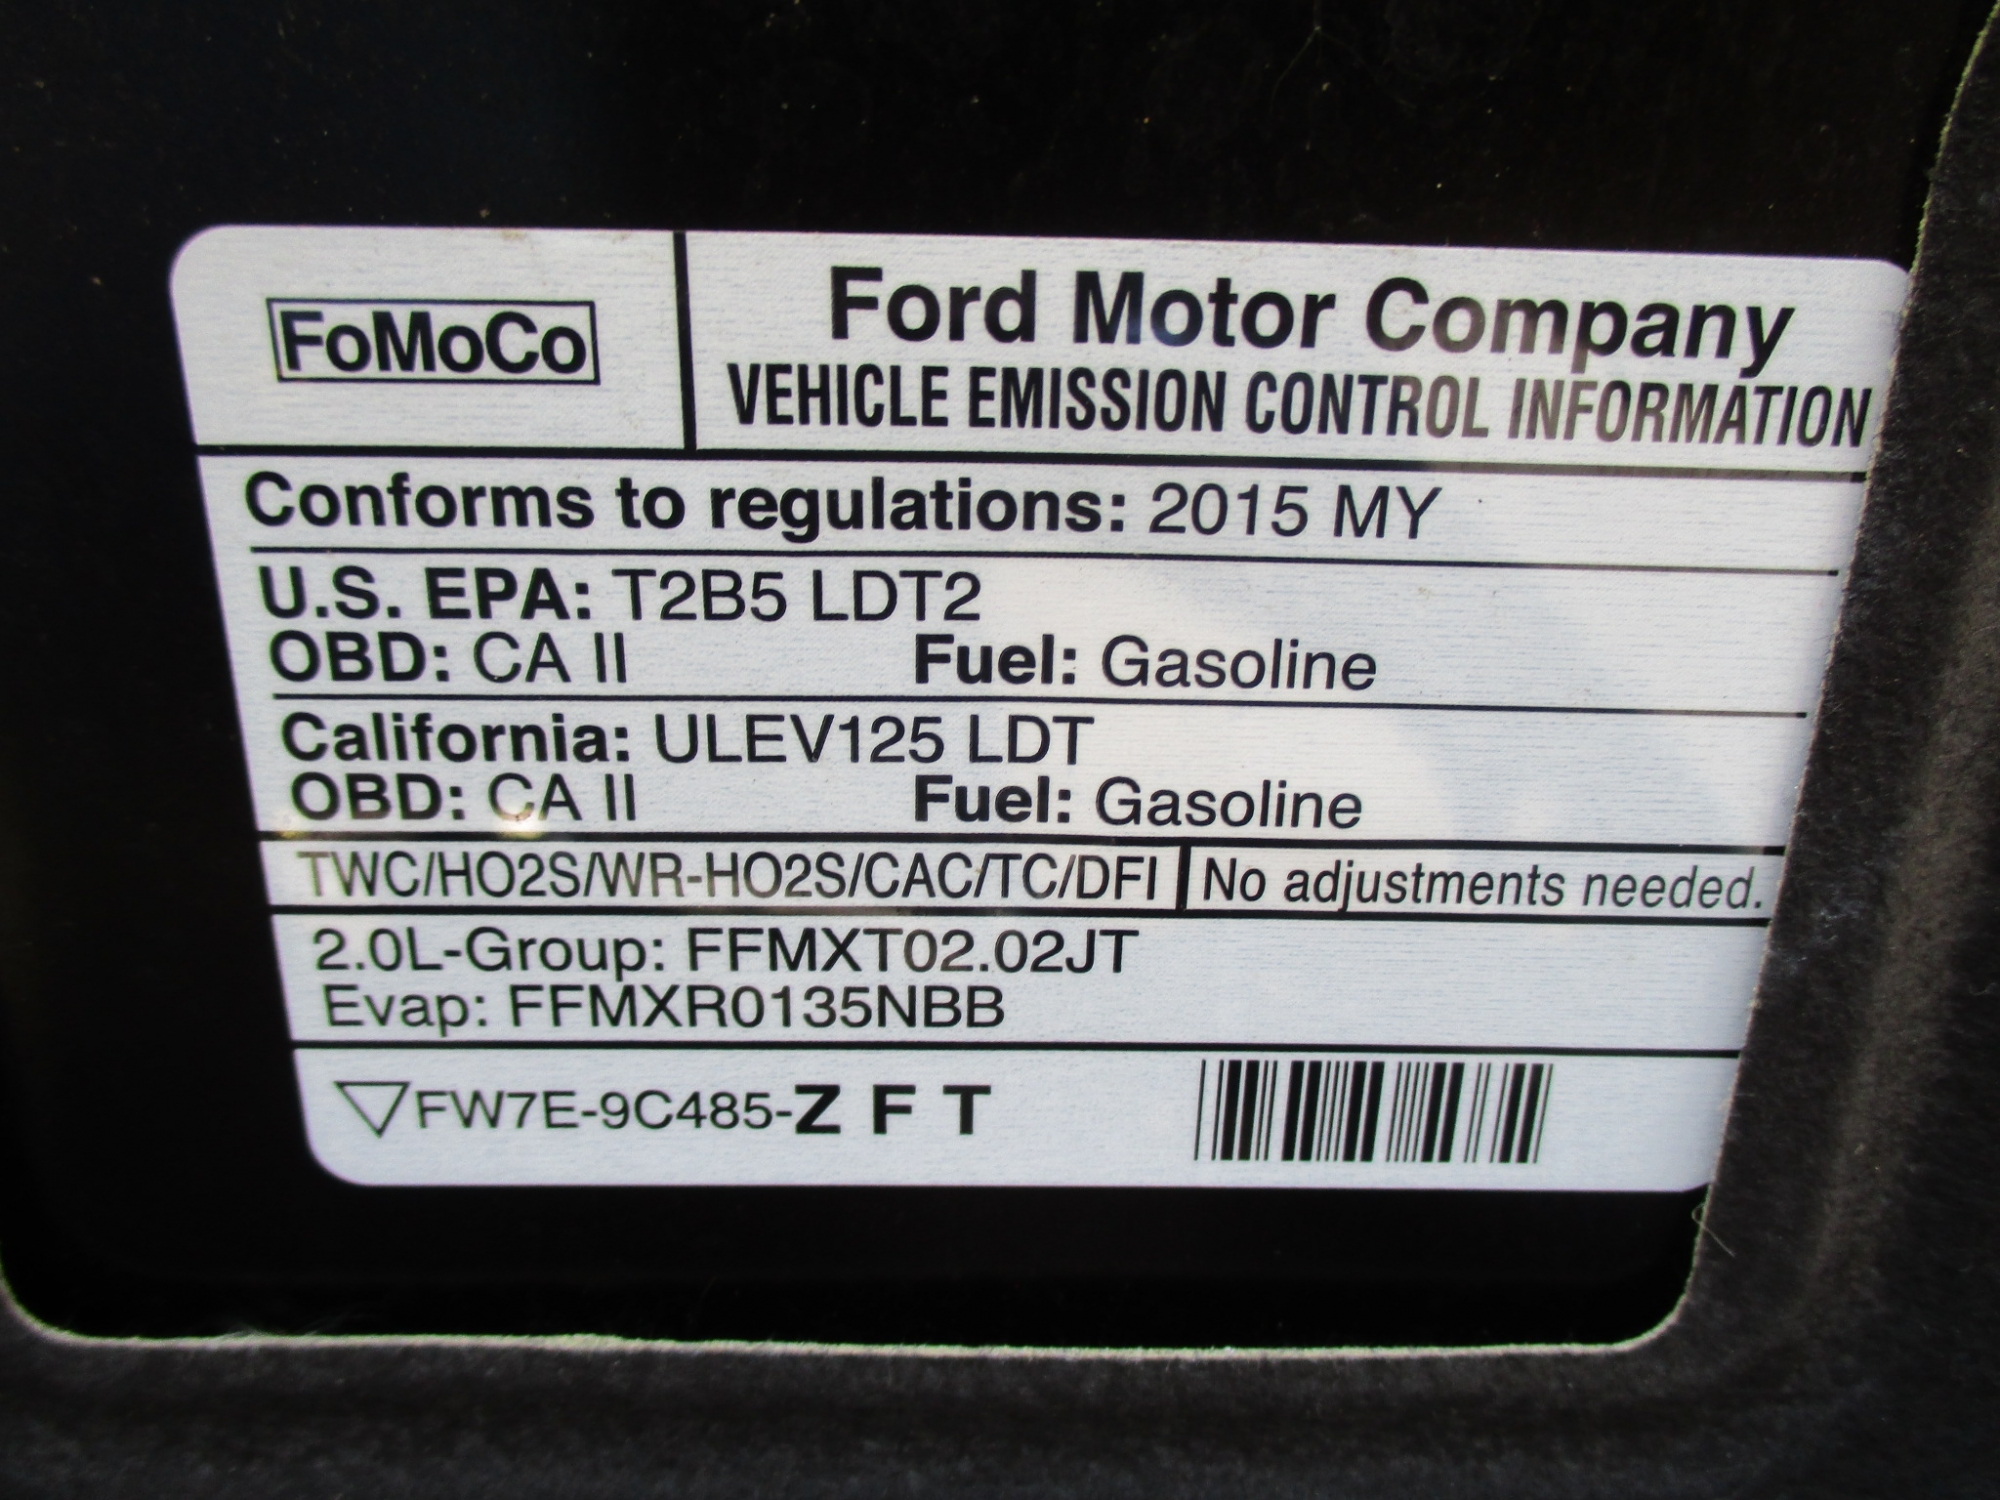 FoMoCo
Ford Motor Company
VEHICLE EMISSION CONTROL INFORMATION
Conforms to regulations: 2015 MY
U.S. EPA: T2B5 LDT2
OBD: CA II Fuel: Gasoline
California: ULEV125 LDT
OBD: CA II Fuel: Gasoline
TWC/HO2S/WR-HO2S/CAC/TC/DFI No adjustments needed.
2.0L-Group: FFMXT02.02JT
Evap: FFMXR0135NBB
FW7E-9C485-Z F T